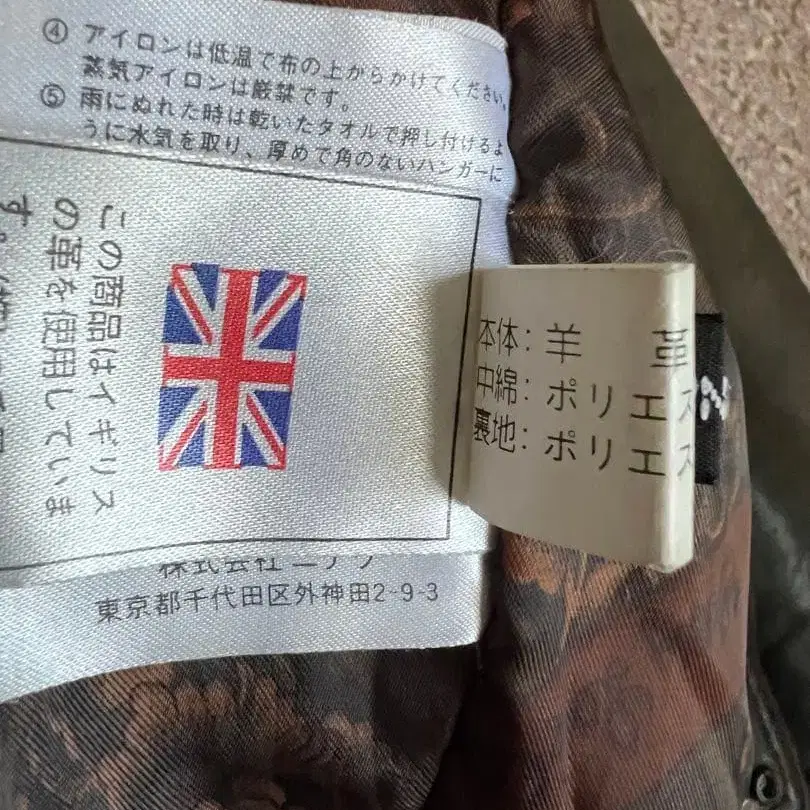 ④ アイロンは低温で布の上からかけてください。
蒸気アイロンは厳禁です。
⑤ 雨にぬれた時は乾いたタオルで押し付けるよ
うに水気を取り、厚めで角のないハンガーに
この商品はイギリス
の革を使用していま
す。
本体: 羊 革
中綿: ポリエス
裏地: ポリエス
株式会社
東京都千代田区外神田2-9-3